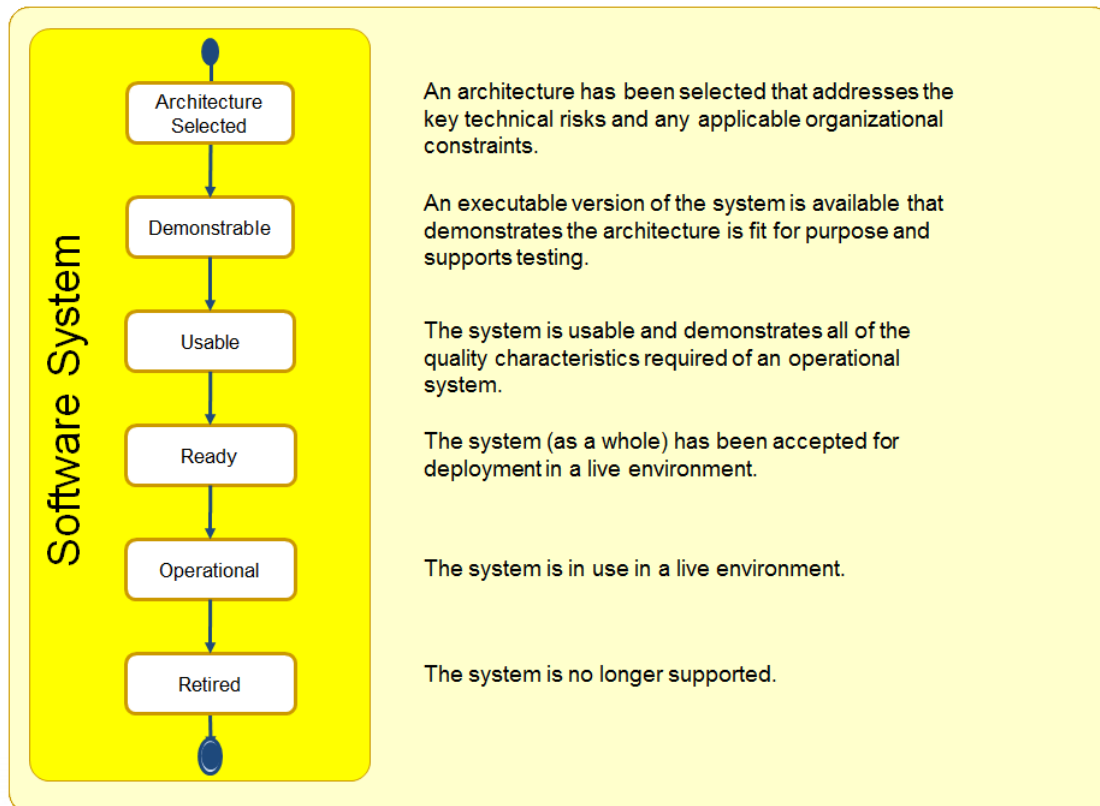 Software System
Architecture
Selected
An architecture has been selected that addresses the
key technical risks and any applicable organizational
constraints.
Demonstrable
An executable version of the system is available that
demonstrates the architecture is fit for purpose and
supports testing.
Usable
The system is usable and demonstrates all of the
quality characteristics required of an operational
system.
Ready
The system (as a whole) has been accepted for
deployment in a live environment.
Operational
The system is in use in a live environment.
Retired
The system is no longer supported.